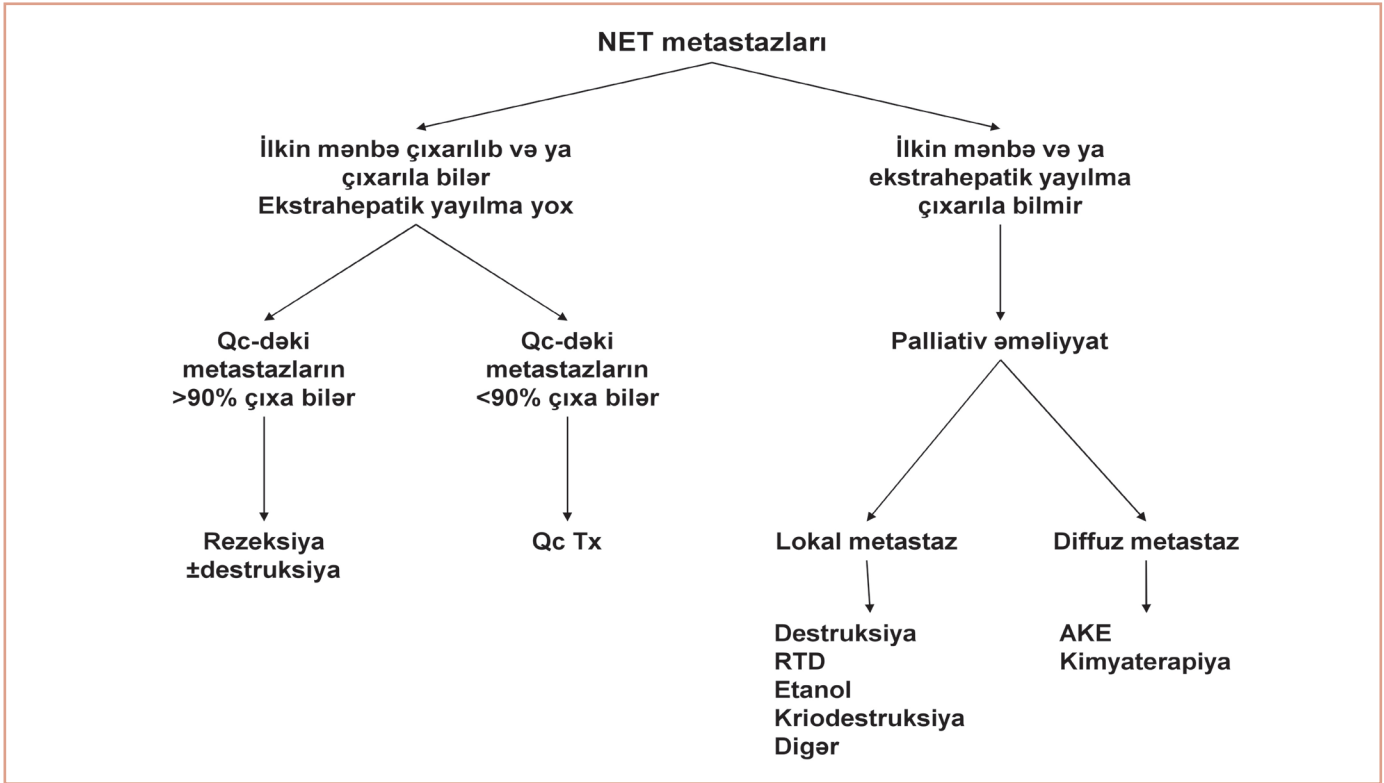 NET metastazları
İlkin mənbə çıxarılıb və ya
çıxarıla bilər
Ekstrahepatik yayılma yox
İlkin mənbə və ya
ekstrahepatik yayılma
çıxarıla bilmir
Qc-dəki
metastazların
>90% çıxa bilər
Qc-dəki
metastazların
<90% çıxa bilər
Palliativ əməliyyat
Rezeksiya
±destruksiya
Qc Tx
Lokal metastaz
Diffuz metastaz
Destruksiya
RTD
Etanol
Kriodestruksiya
Digər
AKE
Kimyaterapiya